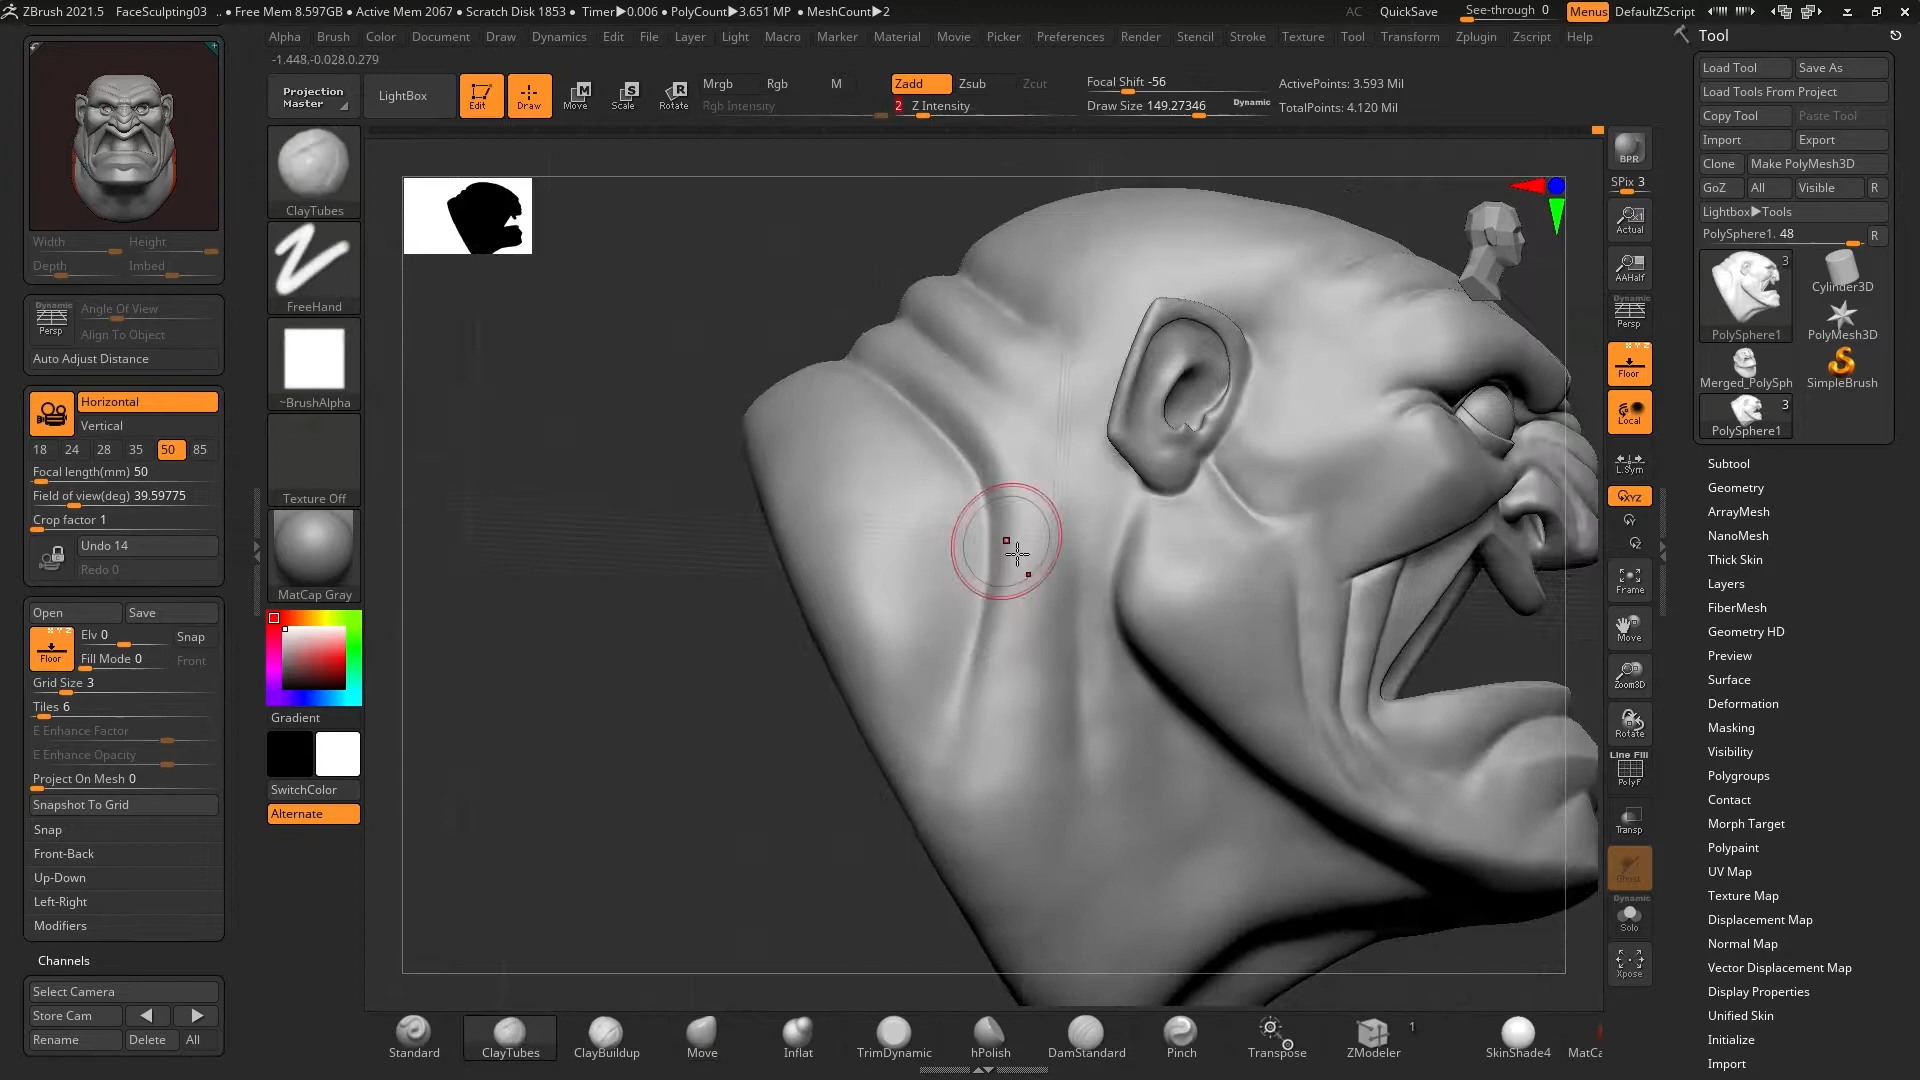 ZBrush 2021.5 FaceSculpting03 .. • Free Mem 8.597GB • Active Mem 2067 • Scratch Disk 1853 • Timer▶0.006 • PolyCount▶3.651 MP • MeshCount▶2 AC QuickSave See-through 0 Menus DefaultZScript
Alpha Brush Color Document Draw Dynamics Edit File Layer Light Macro Marker Material Movie Picker Preferences Render Stencil Stroke Texture Tool Transform Zplugin Zscript Help
-1.448,-0.028,0.279
Projection
Master
LightBox
Edit
Draw
Move
Scale
Rotate
Mrgb Rgb M
Rgb Intensity
Zadd Zsub Zcut
2 Z Intensity
Focal Shift -56
Draw Size 149.27346 Dynamic
ActivePoints: 3.593 Mil
TotalPoints: 4.120 Mil
Width Height
Depth Imbed
Dynamic
Persp
Angle Of View
Align To Object
Auto Adjust Distance
Horizontal
Vertical
18 24 28 35 50 85
Focal length(mm) 50
Field of view(deg) 39.59775
Crop factor 1
Undo 14
Redo 0
Open Save
X Y Z
Floor
Elv 0 Snap
Fill Mode 0 Front
Grid Size 3
Tiles 6
E Enhance Factor
E Enhance Opacity
Project On Mesh 0
Snapshot To Grid
Snap
Front-Back
Up-Down
Left-Right
Modifiers
Channels
Select Camera
Store Cam
Rename Delete All
ClayTubes
FreeHand
~BrushAlpha
Texture Off
MatCap Gray
Gradient
SwitchColor
Alternate
BPR
SPix 3
Actual
AAHalf
Dynamic
Persp
X Y Z
Floor
Local
L.Sym
XYZ
Y
Z
Frame
Move
Zoom3D
Rotate
Line Fill
PolyF
Transp
Ghost
Dynamic
Solo
Xpose
Standard ClayTubes ClayBuildup Move Inflat TrimDynamic hPolish DamStandard Pinch Transpose ZModeler 1 SkinShade4 MatCa
Tool
Load Tool Save As
Load Tools From Project
Copy Tool Paste Tool
Import Export
Clone Make PolyMesh3D
GoZ All Visible R
Lightbox▶Tools
PolySphere1. 48 R
3
PolySphere1
Cylinder3D
PolyMesh3D
Merged_PolySph SimpleBrush
3
PolySphere1
Subtool
Geometry
ArrayMesh
NanoMesh
Thick Skin
Layers
FiberMesh
Geometry HD
Preview
Surface
Deformation
Masking
Visibility
Polygroups
Contact
Morph Target
Polypaint
UV Map
Texture Map
Displacement Map
Normal Map
Vector Displacement Map
Display Properties
Unified Skin
Initialize
Import